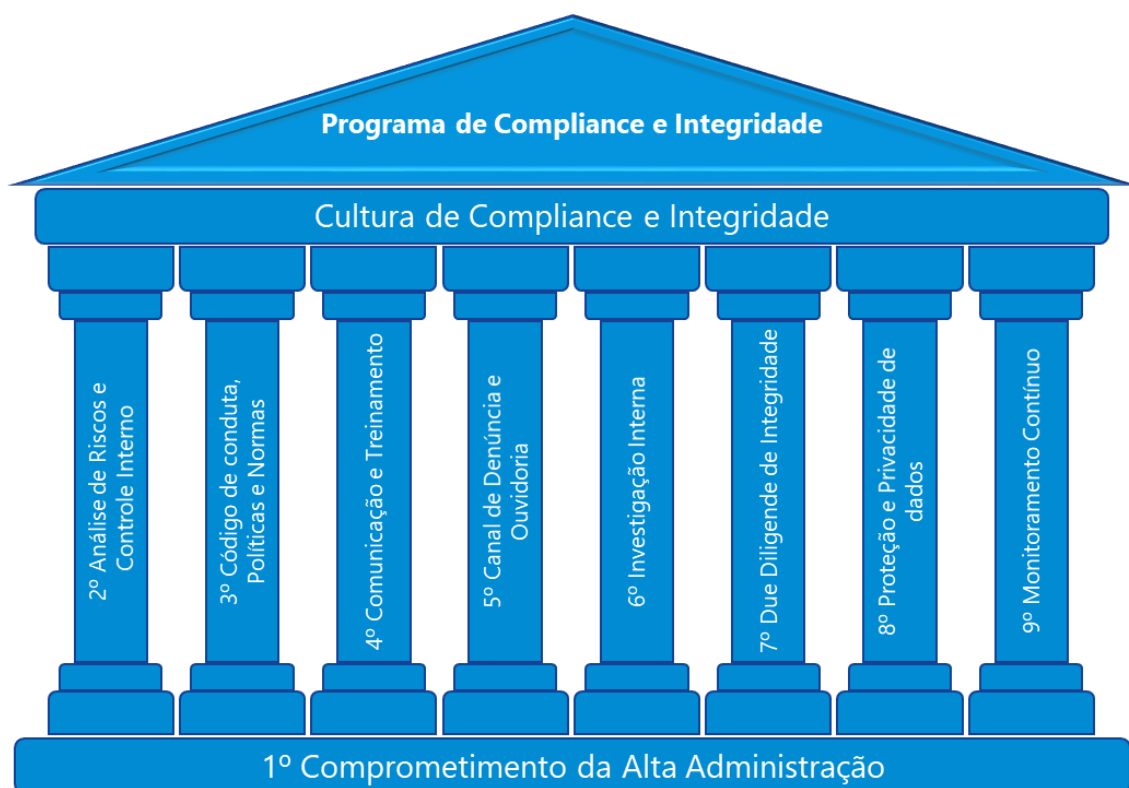 Programa de Compliance e Integridade
Cultura de Compliance e Integridade
2º Análise de Riscos e
Controle Interno
3º Código de conduta,
Políticas e Normas
4º Comunicação e Treinamento
5º Canal de Denúncia e
Ouvidoria
6º Investigação Interna
7º Due Diligende de Integridade
8º Proteção e Privacidade de
dados
9º Monitoramento Contínuo
1º Comprometimento da Alta Administração